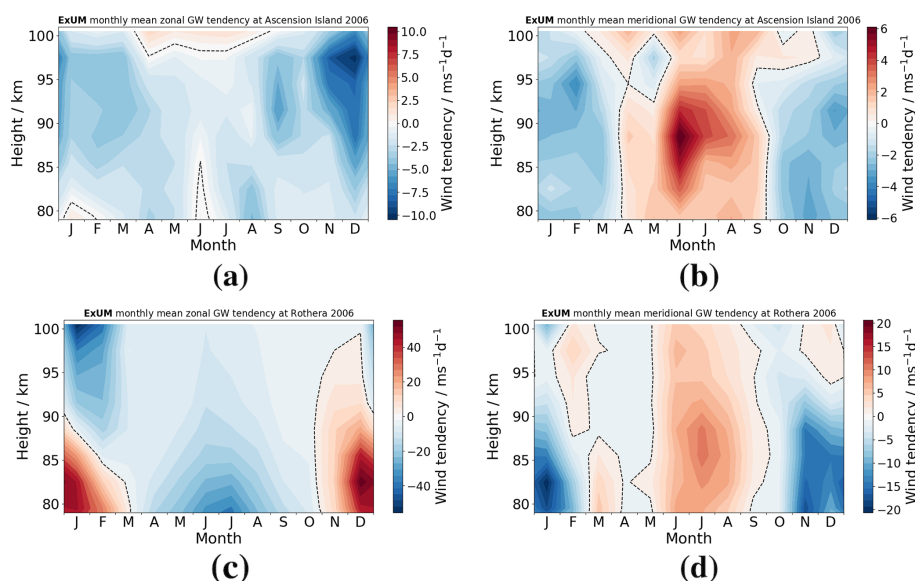 ExUM monthly mean zonal GW tendency at Ascension Island 2006
100
95
90
85
80
Height / km
J F M A M J J A S O N D
Month
10.0
7.5
5.0
2.5
0.0
−2.5
−5.0
−7.5
−10.0
Wind tendency / ms⁻¹d⁻¹
(a)
ExUM monthly mean meridional GW tendency at Ascension Island 2006
100
95
90
85
80
Height / km
J F M A M J J A S O N D
Month
6
4
2
0
−2
−4
−6
Wind tendency / ms⁻¹d⁻¹
(b)
ExUM monthly mean zonal GW tendency at Rothera 2006
100
95
90
85
80
Height / km
J F M A M J J A S O N D
Month
40
20
0
−20
−40
Wind tendency / ms⁻¹d⁻¹
(c)
ExUM monthly mean meridional GW tendency at Rothera 2006
100
95
90
85
80
Height / km
J F M A M J J A S O N D
Month
20
15
10
5
0
−5
−10
−15
−20
Wind tendency / ms⁻¹d⁻¹
(d)